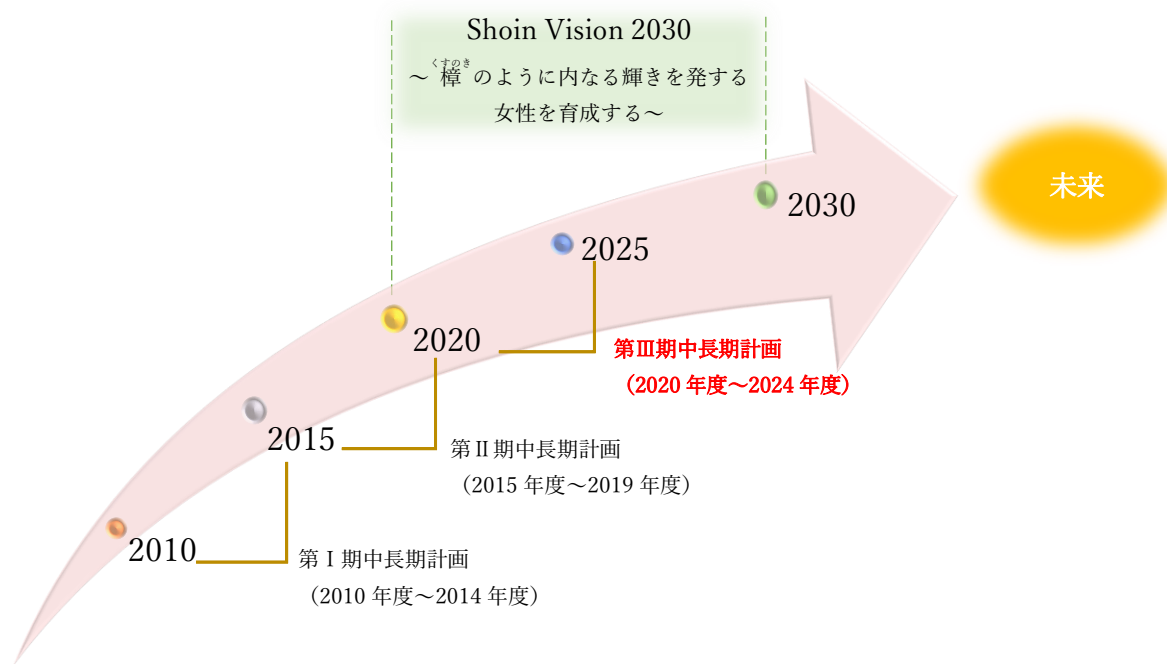 Shoin Vision 2030
くすのき
～樟のように内なる輝きを発する
女性を育成する～
未来
2030
2025
2020
第Ⅲ期中長期計画
（2020 年度～2024 年度）
2015
第Ⅱ期中長期計画
（2015 年度～2019 年度）
2010
第Ⅰ期中長期計画
（2010 年度～2014 年度）